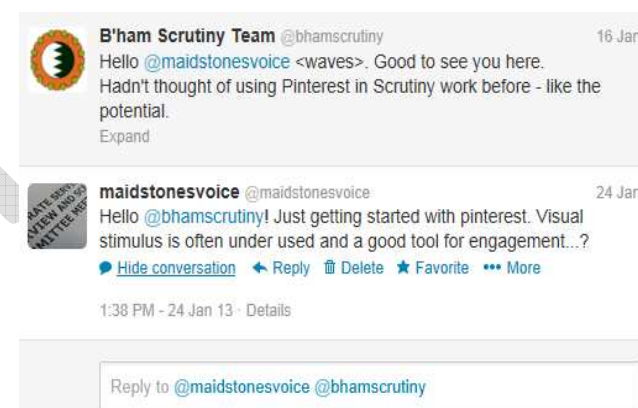 B'ham Scrutiny Team @bhamscrutiny 16 Jan
Hello @maidstonesvoice <waves>. Good to see you here.
Hadn't thought of using Pinterest in Scrutiny work before - like the
potential.
Expand
maidstonesvoice @maidstonesvoice 24 Jan
Hello @bhamscrutiny! Just getting started with pinterest. Visual
stimulus is often under used and a good tool for engagement...?
Hide conversation Reply Delete Favorite More
1:38 PM - 24 Jan 13 · Details
Reply to @maidstonesvoice @bhamscrutiny